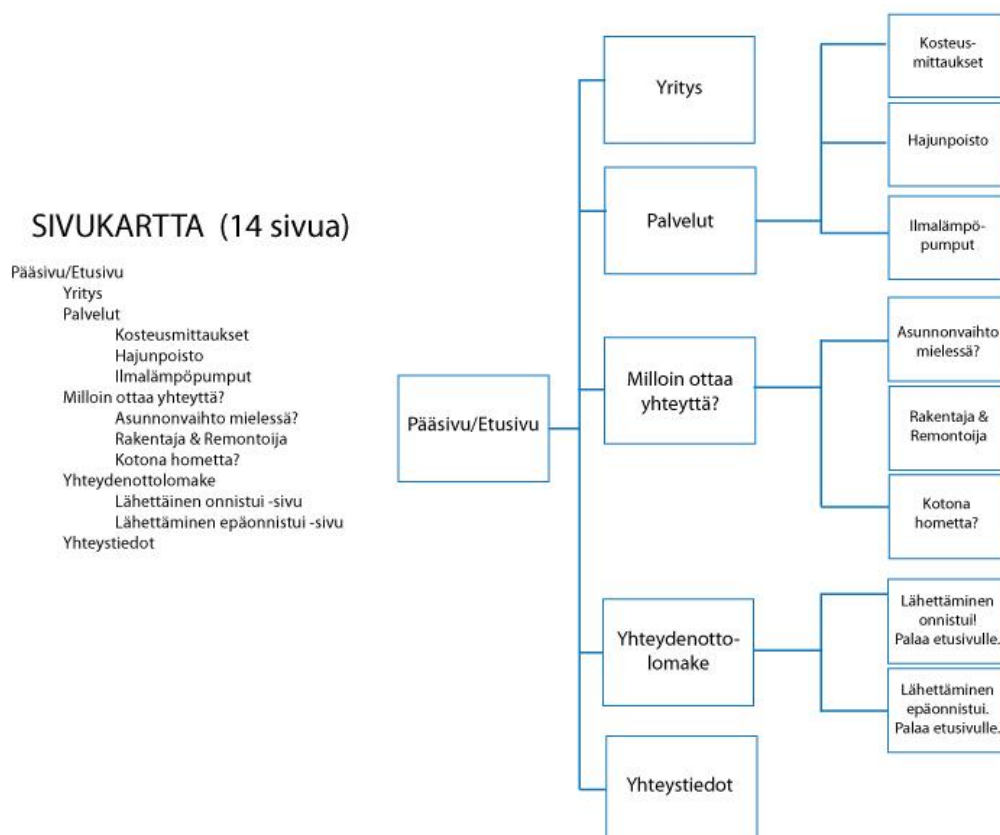 SIVUKARTTA (14 sivua)
Pääsivu/Etusivu
Yritys
Palvelut
Kosteusmittaukset
Hajunpoisto
Ilmalämpöpumput
Milloin ottaa yhteyttä?
Asunnonvaihto mielessä?
Rakentaja & Remontoija
Kotona hometta?
Yhteydenottolomake
Lähettäinen onnistui -sivu
Lähettäminen epäonnistui -sivu
Yhteystiedot
Pääsivu/Etusivu
Yritys
Palvelut
Kosteus-
mittaukset
Hajunpoisto
Ilmalämpö-
pumput
Milloin ottaa
yhteyttä?
Asunnonvaihto
mielessä?
Rakentaja &
Remontoija
Kotona
hometta?
Yhteydenotto-
lomake
Lähettäminen
onnistui!
Palaa etusivulle.
Lähettäminen
epäonnistui.
Palaa etusivulle.
Yhteystiedot